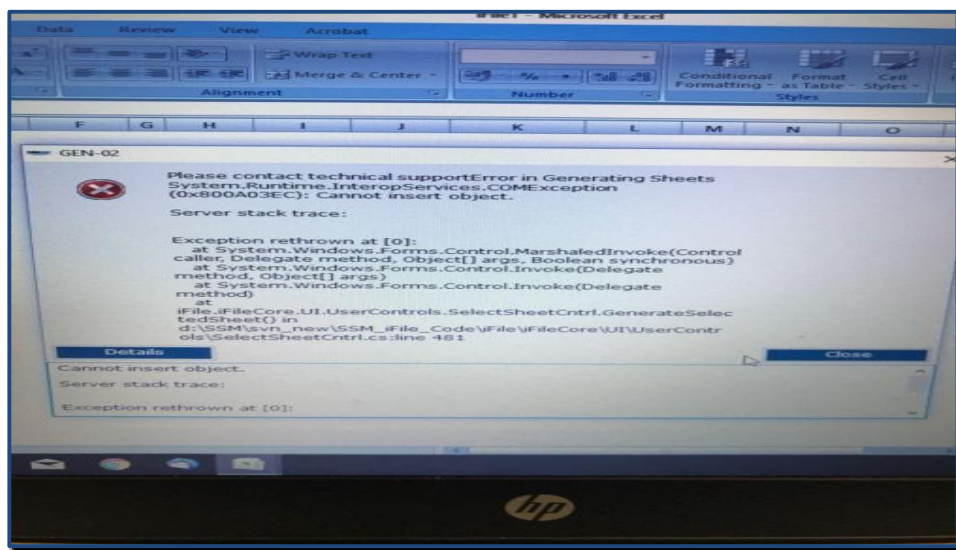 iFile1 - Microsoft Excel
Data Review View Acrobat
Wrap Text
Merge & Center
Conditional Formatting
Format as Table
Cell Styles
Alignment
Number
Styles
F G H I J K L M N O
GEN-02
Please contact technical supportError in Generating Sheets
System.Runtime.InteropServices.COMException
(0x800A03EC): Cannot insert object.
Server stack trace:
Exception rethrown at [0]:
at System.Windows.Forms.Control.MarshaledInvoke(Control
caller, Delegate method, Object[] args, Boolean synchronous)
at System.Windows.Forms.Control.Invoke(Delegate
method, Object[] args)
at System.Windows.Forms.Control.Invoke(Delegate
method)
at
iFile.iFileCore.UI.UserControls.SelectSheetCntrl.GenerateSelec
tedSheet() in
d:\SSM\svn_new\SSM_iFile_Code\iFile\iFileCore\UI\UserContr
ols\SelectSheetCntrl.cs:line 481
Details
Close
Cannot insert object.
Server stack trace:
Exception rethrown at [0]:
hp